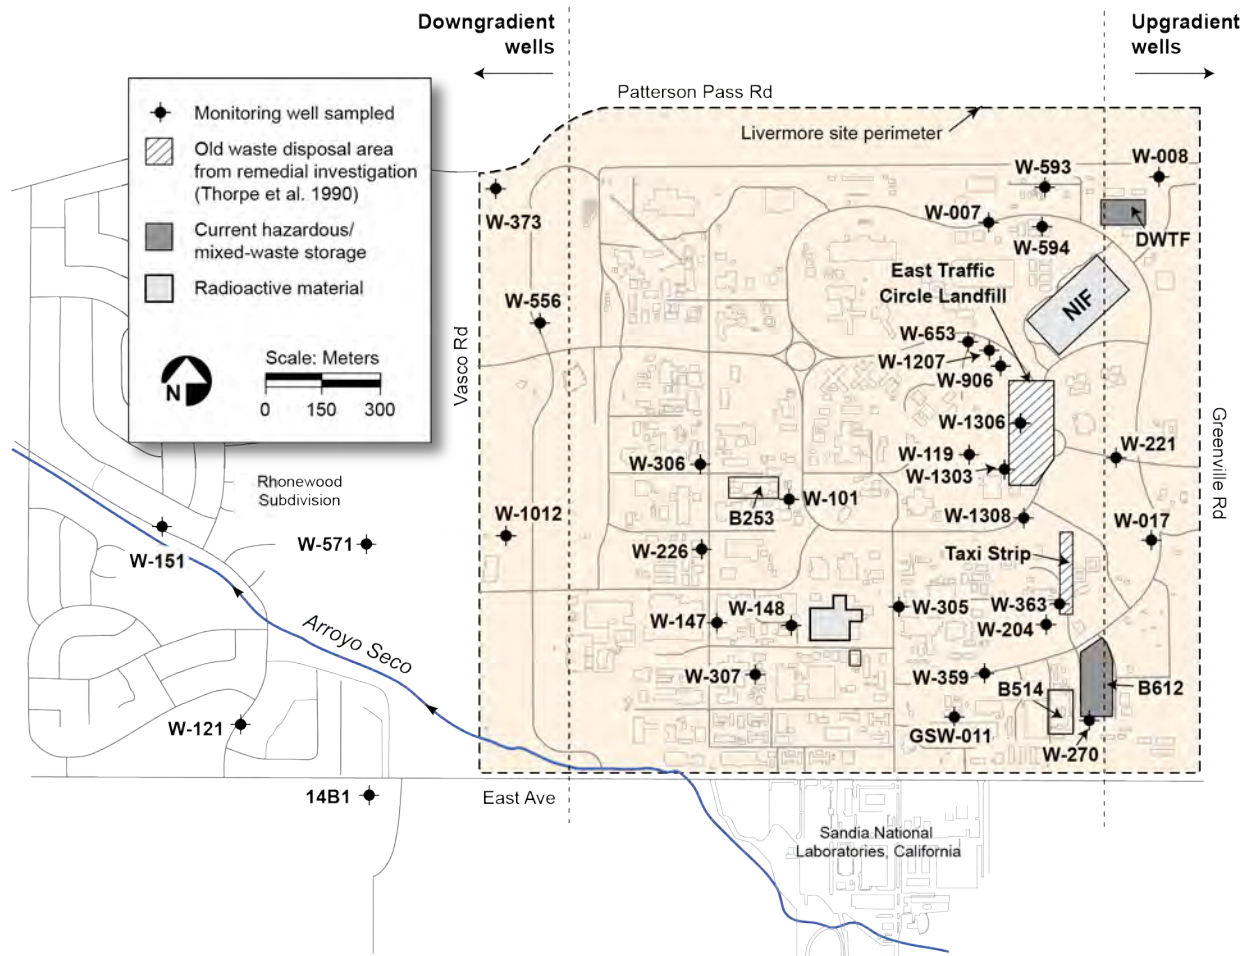 Downgradient
wells
Upgradient
wells
Patterson Pass Rd
Livermore site perimeter
Monitoring well sampled
Old waste disposal area
from remedial investigation
(Thorpe et al. 1990)
Current hazardous/
mixed-waste storage
Radioactive material
N
Scale: Meters
0 150 300
W-593
W-008
W-373
W-007
W-594
DWTF
East Traffic
Circle Landfill
NIF
W-556
W-653
W-1207
W-906
Vasco Rd
Greenville Rd
W-1306
W-119
W-1303
W-221
W-306
Rhonewood
Subdivision
B253
W-101
W-1012
W-1308
W-017
W-151
W-571
W-226
Taxi Strip
W-363
W-305
W-147
W-148
W-204
Arroyo Seco
W-307
W-359
B514
B612
W-121
GSW-011
W-270
14B1
East Ave
Sandia National
Laboratories, California